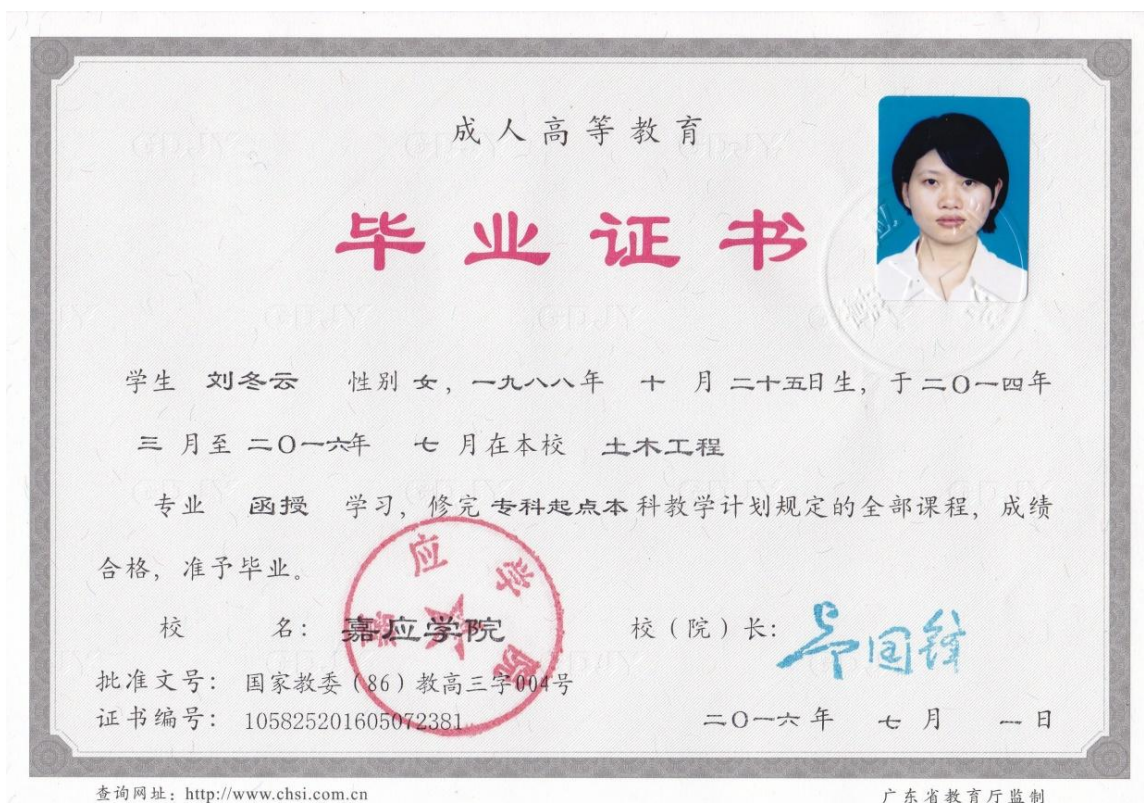 成人高等教育
毕业证书
学生 刘冬云 性别 女，一九八八年 十 月 二十五日生，于 二〇一四年
三 月至 二〇一六年 七 月在本校 土木工程
专业 函授 学习，修完 专科起点本 科教学计划规定的全部课程，成绩
合格，准予毕业。
校 名：嘉应学院 校（院）长：
批准文号：国家教委（86）教高三字004号
证书编号：105825201605072381 二〇一六年 七 月 一 日
查询网址：http://www.chsi.com.cn 广东省教育厅监制
嘉应学院